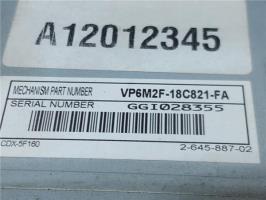 A12012345
MECHANISM PART NUMBER VP6M2F-18C821-FA
SERIAL NUMBER GGI028355
CDX-5F160 2-645-887-02